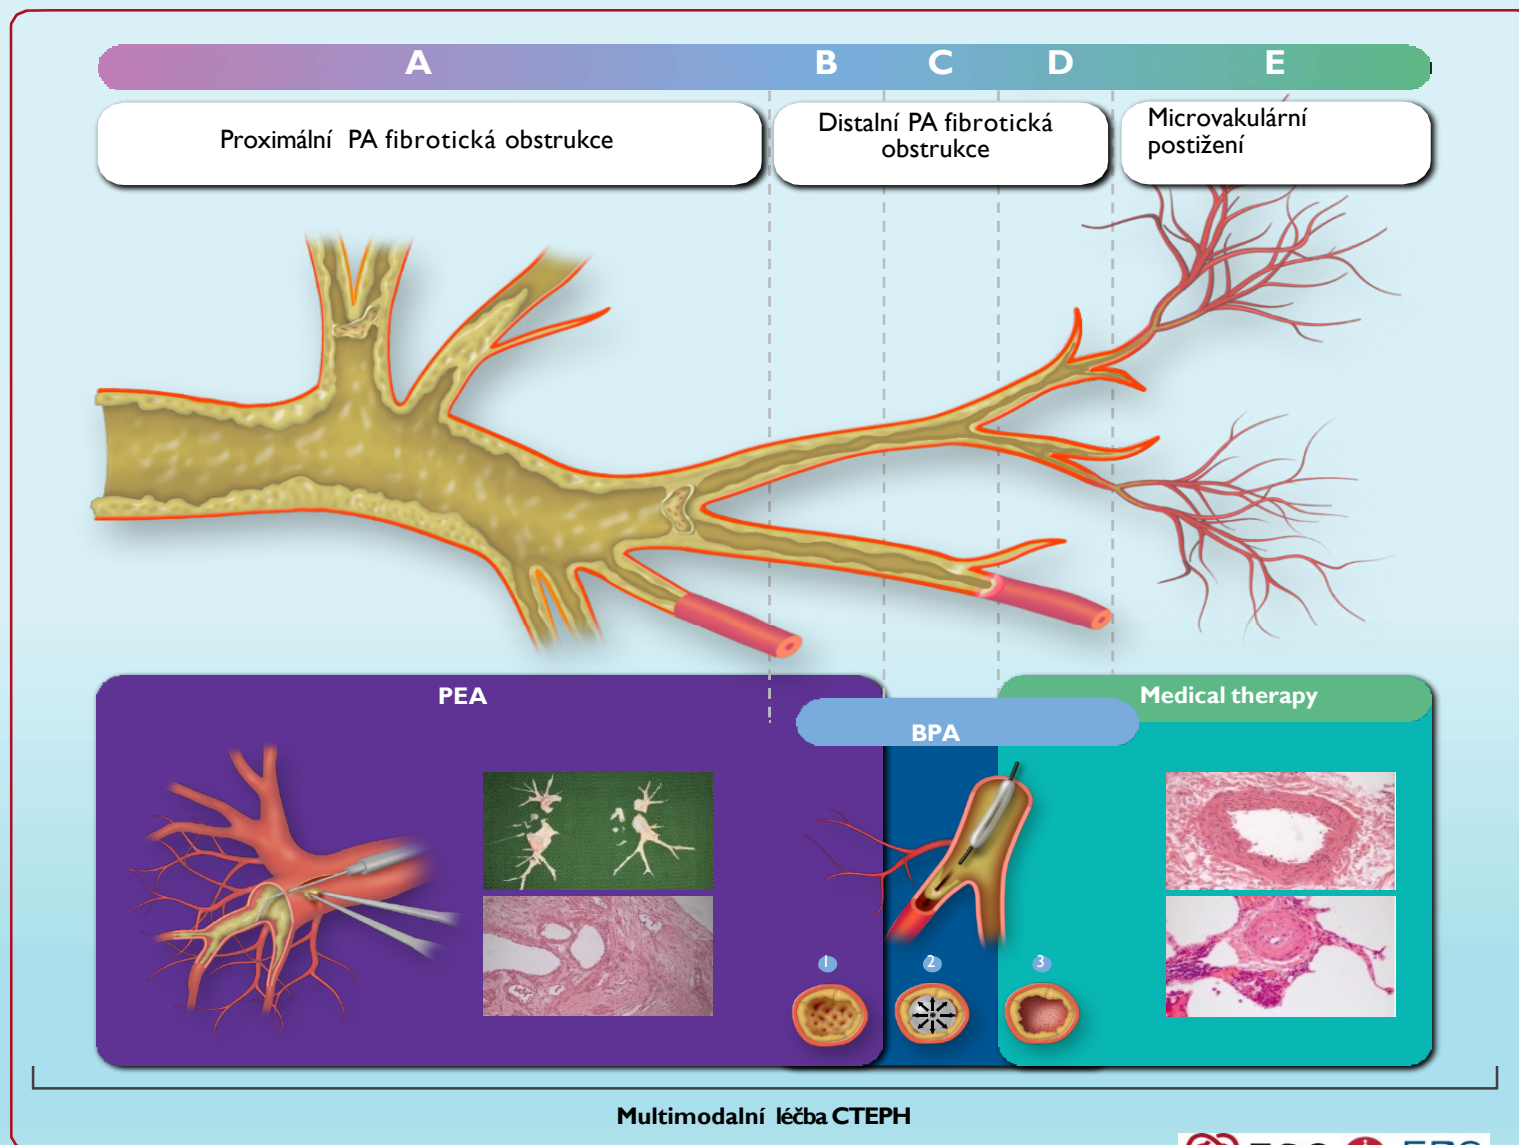 A B C D E
Proximální PA fibrotická obstrukce
Distalní PA fibrotická
obstrukce
Microvakulární
postižení
PEA
BPA
Medical therapy
1 2 3
Multimodalní léčba CTEPH